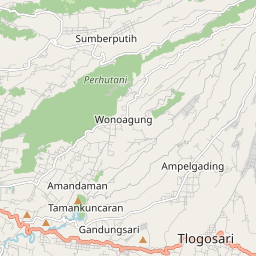 Sumberputih
Perhutani
Wonoagung
Ampelgading
Amandaman
Tamankuncaran
Gandungsari
Tlogosari